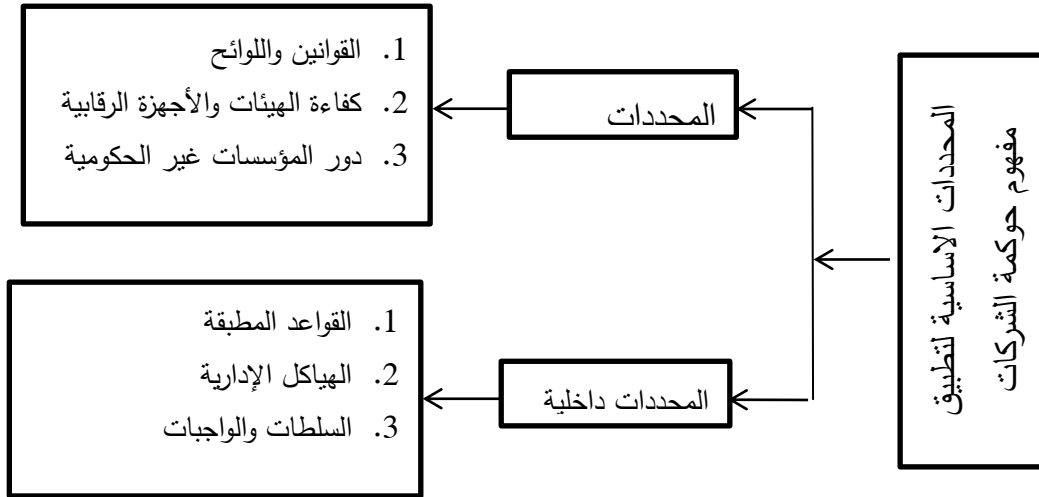 المحددات الاساسية لتطبيق
مفهوم حوكمة الشركات
المحددات
1. القوانين واللوائح
2. كفاءة الهيئات والأجهزة الرقابية
3. دور المؤسسات غير الحكومية
المحددات داخلية
1. القواعد المطبقة
2. الهياكل الإدارية
3. السلطات والواجبات